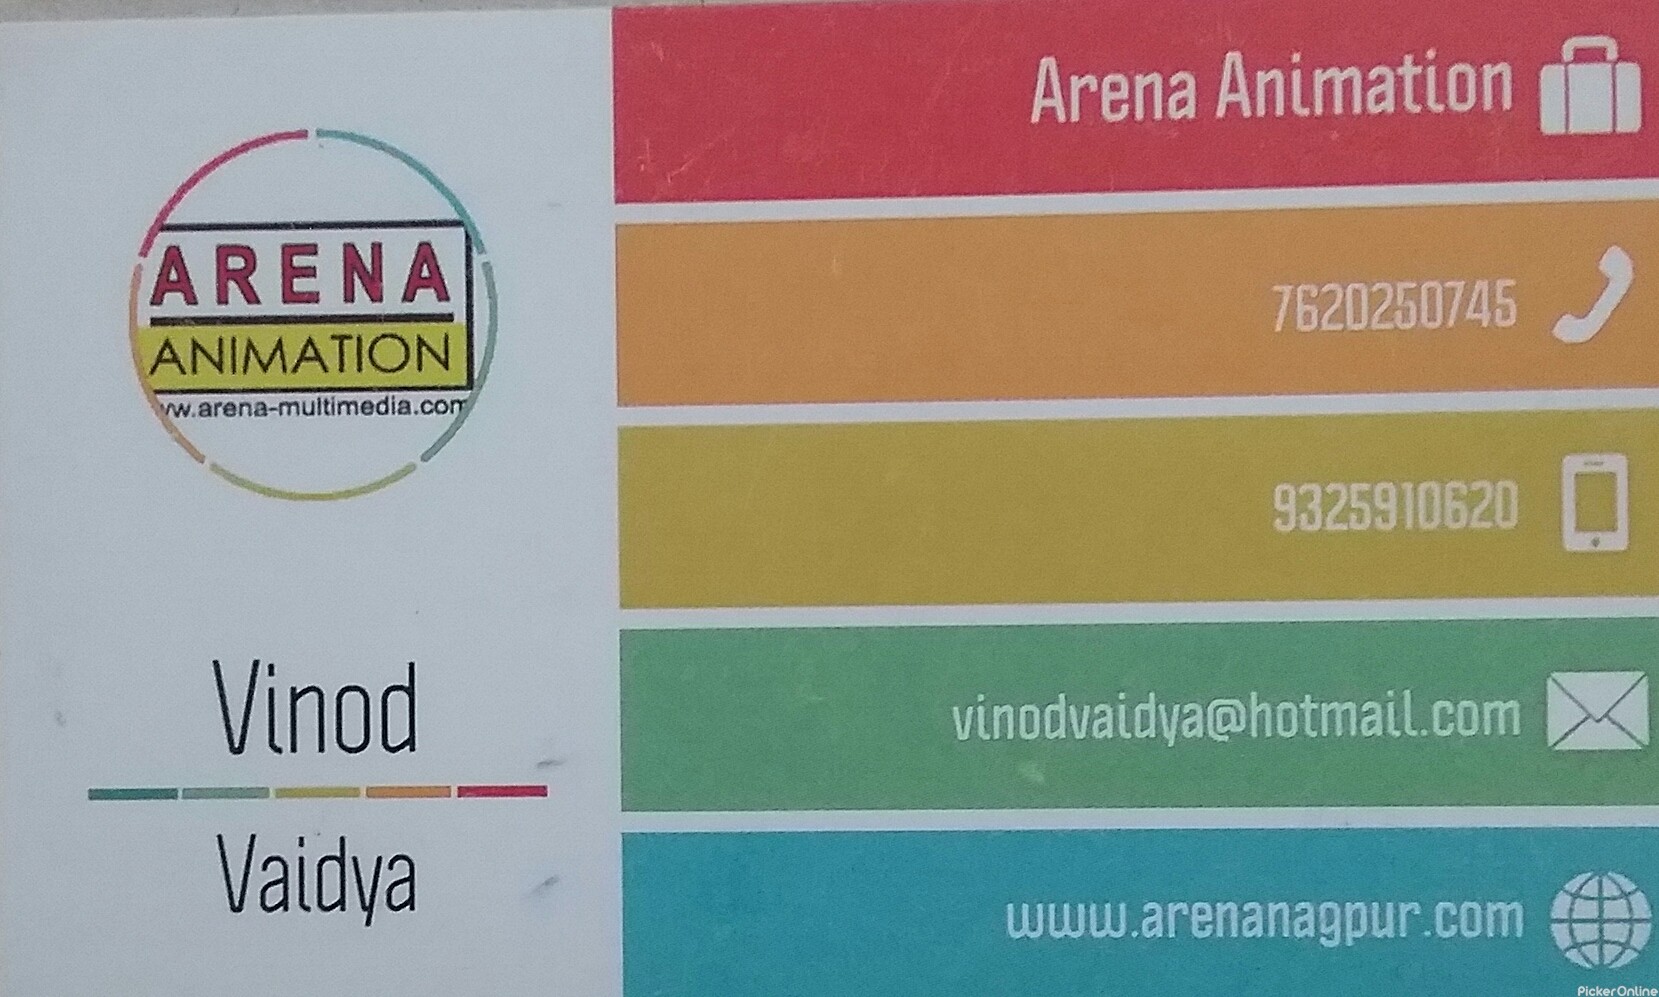 ARENA
ANIMATION
ww.arena-multimedia.com
Vinod
Vaidya
Arena Animation
7620250745
9325910620
vinodvaidya@hotmail.com
www.arenanagpur.com
PickerOnline